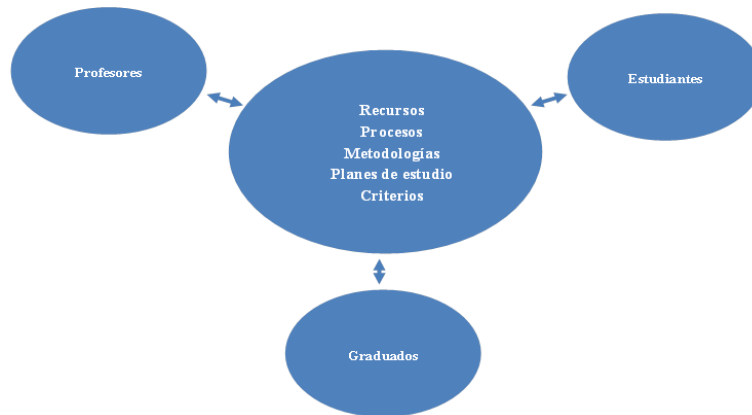 Profesores
Estudiantes
Recursos
Procesos
Metodologías
Planes de estudio
Criterios
Graduados